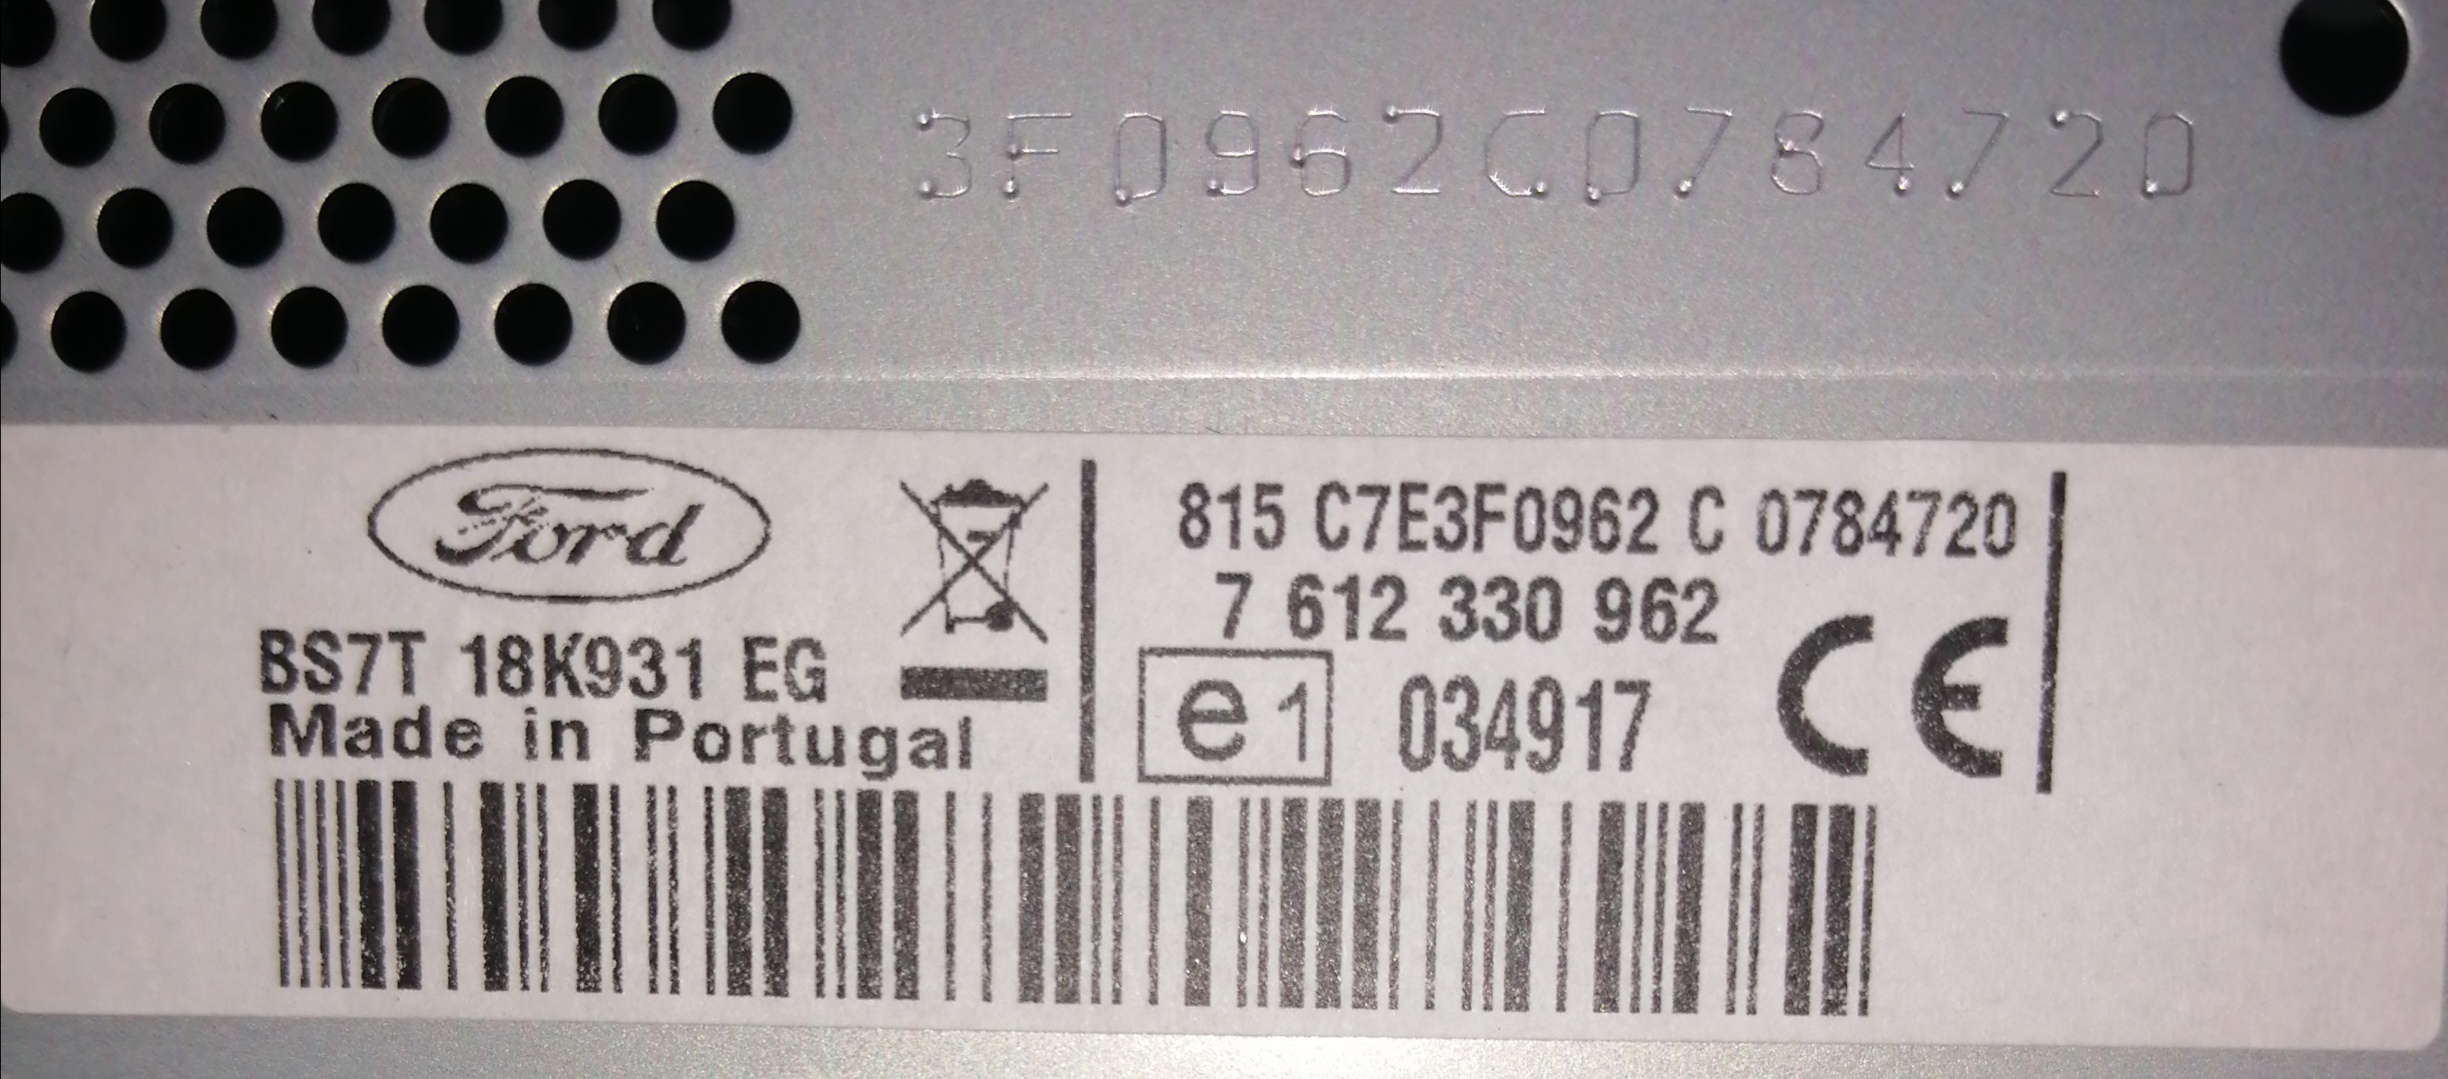 3F0962C0784720
Ford
815 C7E3F0962 C 0784720
7 612 330 962
BS7T 18K931 EG
Made in Portugal
e1 034917 CE